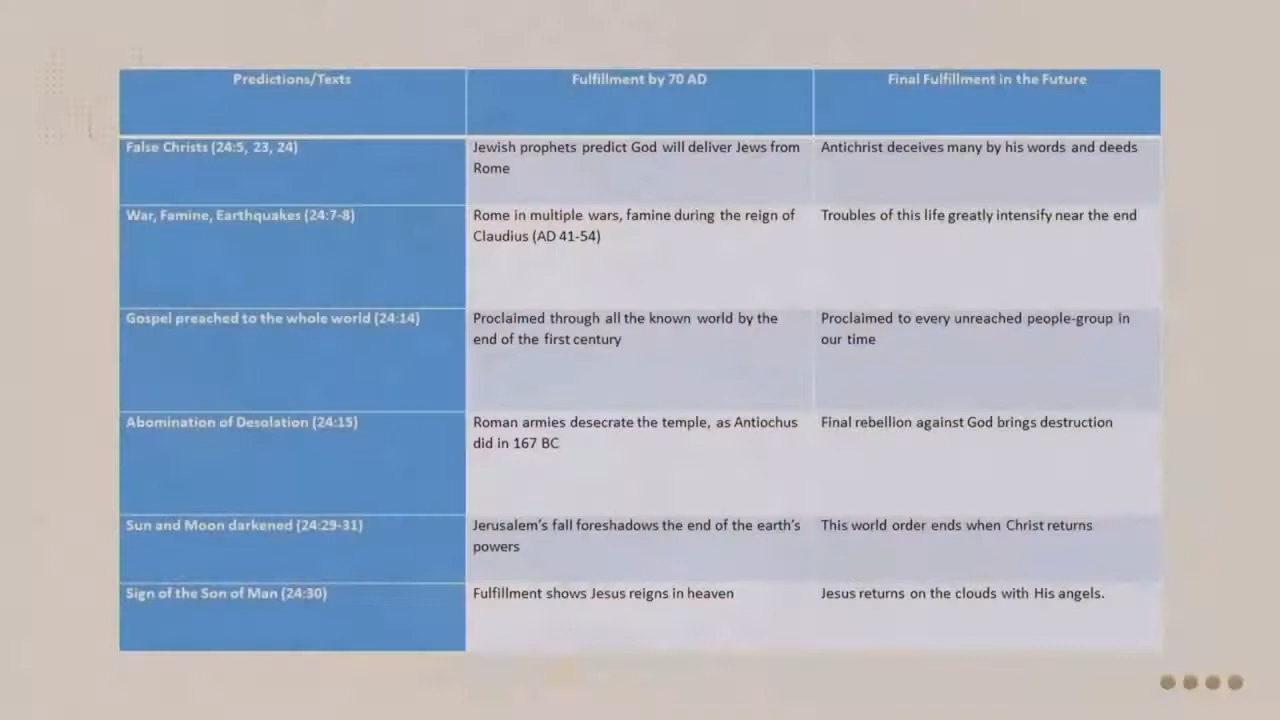 Predictions/Texts
Fulfillment by 70 AD
Final Fulfillment in the Future
False Christs (24:5, 23, 24)
Jewish prophets predict God will deliver Jews from
Rome
Antichrist deceives many by his words and deeds
War, Famine, Earthquakes (24:7-8)
Rome in multiple wars, famine during the reign of
Claudius (AD 41-54)
Troubles of this life greatly intensify near the end
Gospel preached to the whole world (24:14)
Proclaimed through all the known world by the
end of the first century
Proclaimed to every unreached people-group in
our time
Abomination of Desolation (24:15)
Roman armies desecrate the temple, as Antiochus
did in 167 BC
Final rebellion against God brings destruction
Sun and Moon darkened (24:29-31)
Jerusalem's fall foreshadows the end of the earth's
powers
This world order ends when Christ returns
Sign of the Son of Man (24:30)
Fulfillment shows Jesus reigns in heaven
Jesus returns on the clouds with His angels.